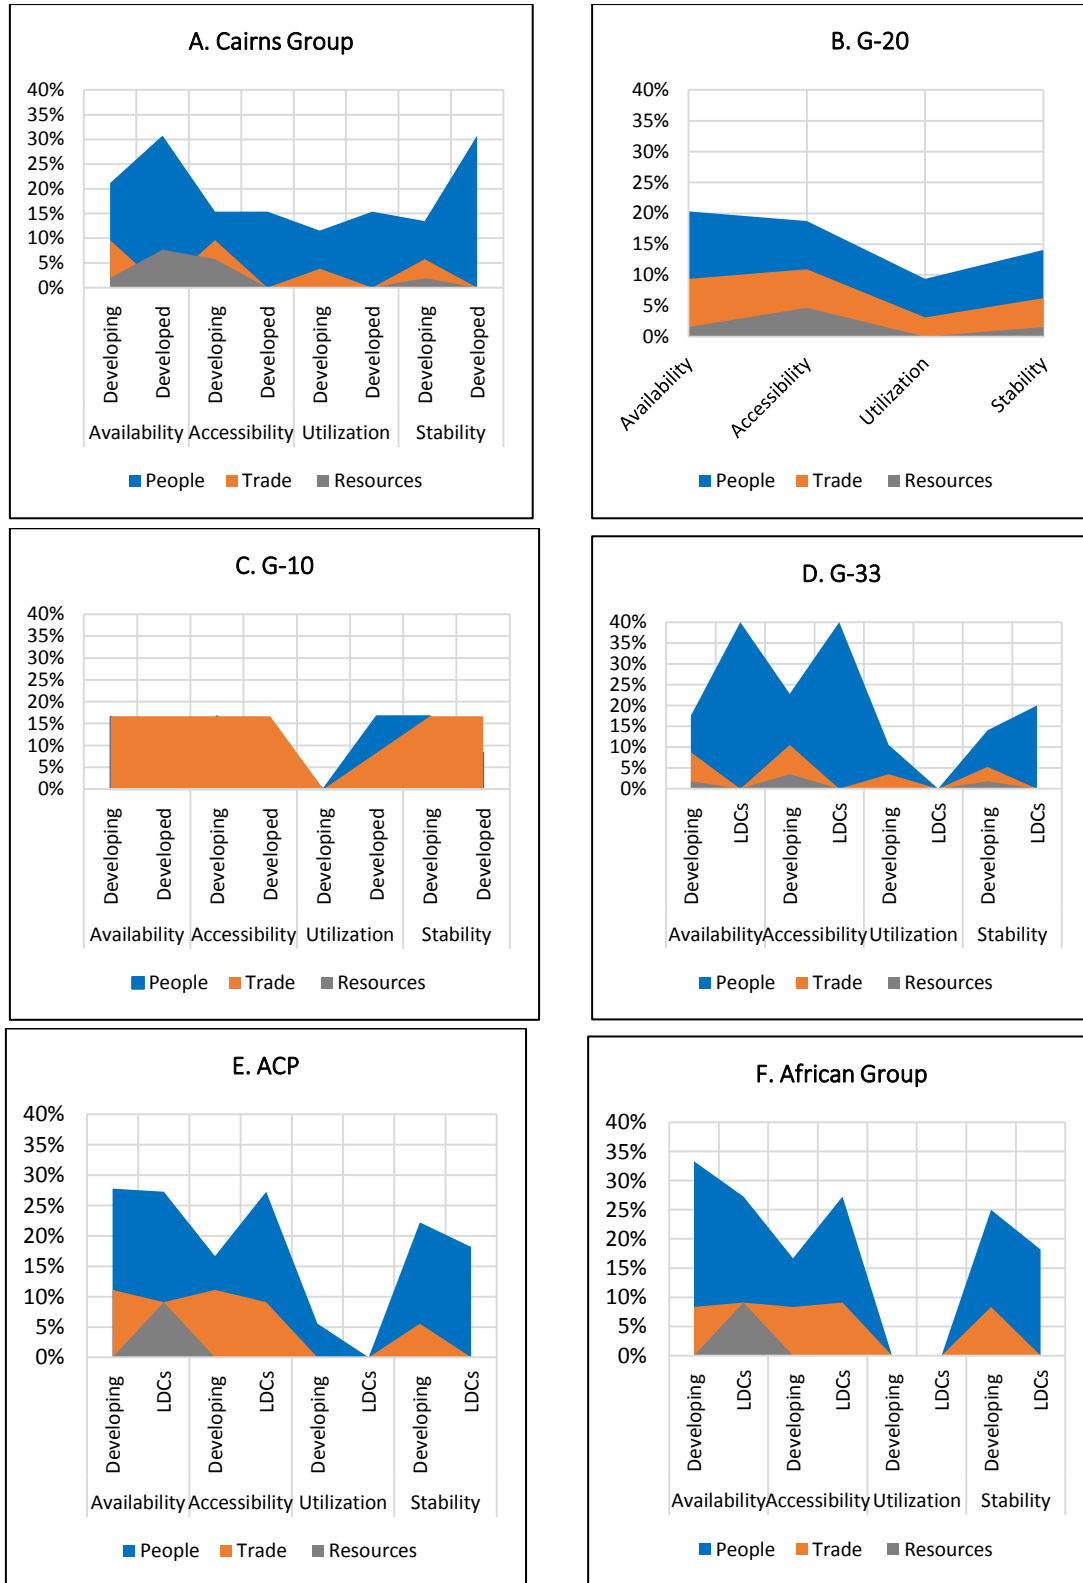 A. Cairns Group
40%
35%
30%
25%
20%
15%
10%
5%
0%
Developing
Developed
Developing
Developed
Developing
Developed
Developing
Developed
Availability Accessibility Utilization Stability
People Trade Resources
B. G-20
40%
35%
30%
25%
20%
15%
10%
5%
0%
Availability
Accessibility
Utilization
Stability
People Trade Resources
C. G-10
40%
35%
30%
25%
20%
15%
10%
5%
0%
Developing
Developed
Developing
Developed
Developing
Developed
Developing
Developed
Availability Accessibility Utilization Stability
People Trade Resources
D. G-33
40%
35%
30%
25%
20%
15%
10%
5%
0%
Developing
LDCs
Developing
LDCs
Developing
LDCs
Developing
LDCs
Availability Accessibility Utilization Stability
People Trade Resources
E. ACP
40%
35%
30%
25%
20%
15%
10%
5%
0%
Developing
LDCs
Developing
LDCs
Developing
LDCs
Developing
LDCs
Availability Accessibility Utilization Stability
People Trade Resources
F. African Group
40%
35%
30%
25%
20%
15%
10%
5%
0%
Developing
LDCs
Developing
LDCs
Developing
LDCs
Developing
LDCs
Availability Accessibility Utilization Stability
People Trade Resources